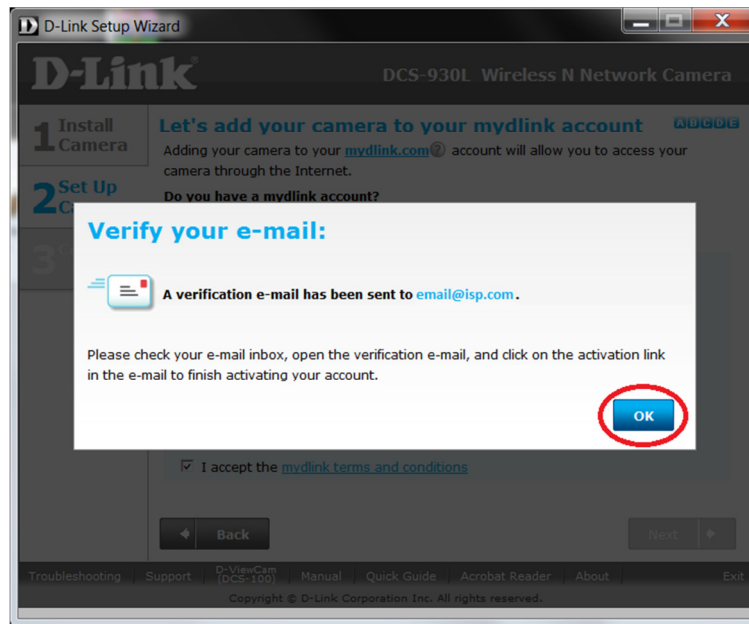 D-Link Setup Wizard
D-Link
DCS-930L Wireless N Network Camera
1 Install
Camera
2 Set Up
3
Let's add your camera to your mydlink account
A B C D E
Adding your camera to your mydlink.com ? account will allow you to access your
camera through the Internet.
Do you have a mydlink account?
Verify your e-mail:
A verification e-mail has been sent to email@isp.com.
Please check your e-mail inbox, open the verification e-mail, and click on the activation link
in the e-mail to finish activating your account.
OK
I accept the mydlink terms and conditions
Back
Next
Troubleshooting Support D-ViewCam (DCS-100) Manual Quick Guide Acrobat Reader About Exit
Copyright © D-Link Corporation Inc. All rights reserved.